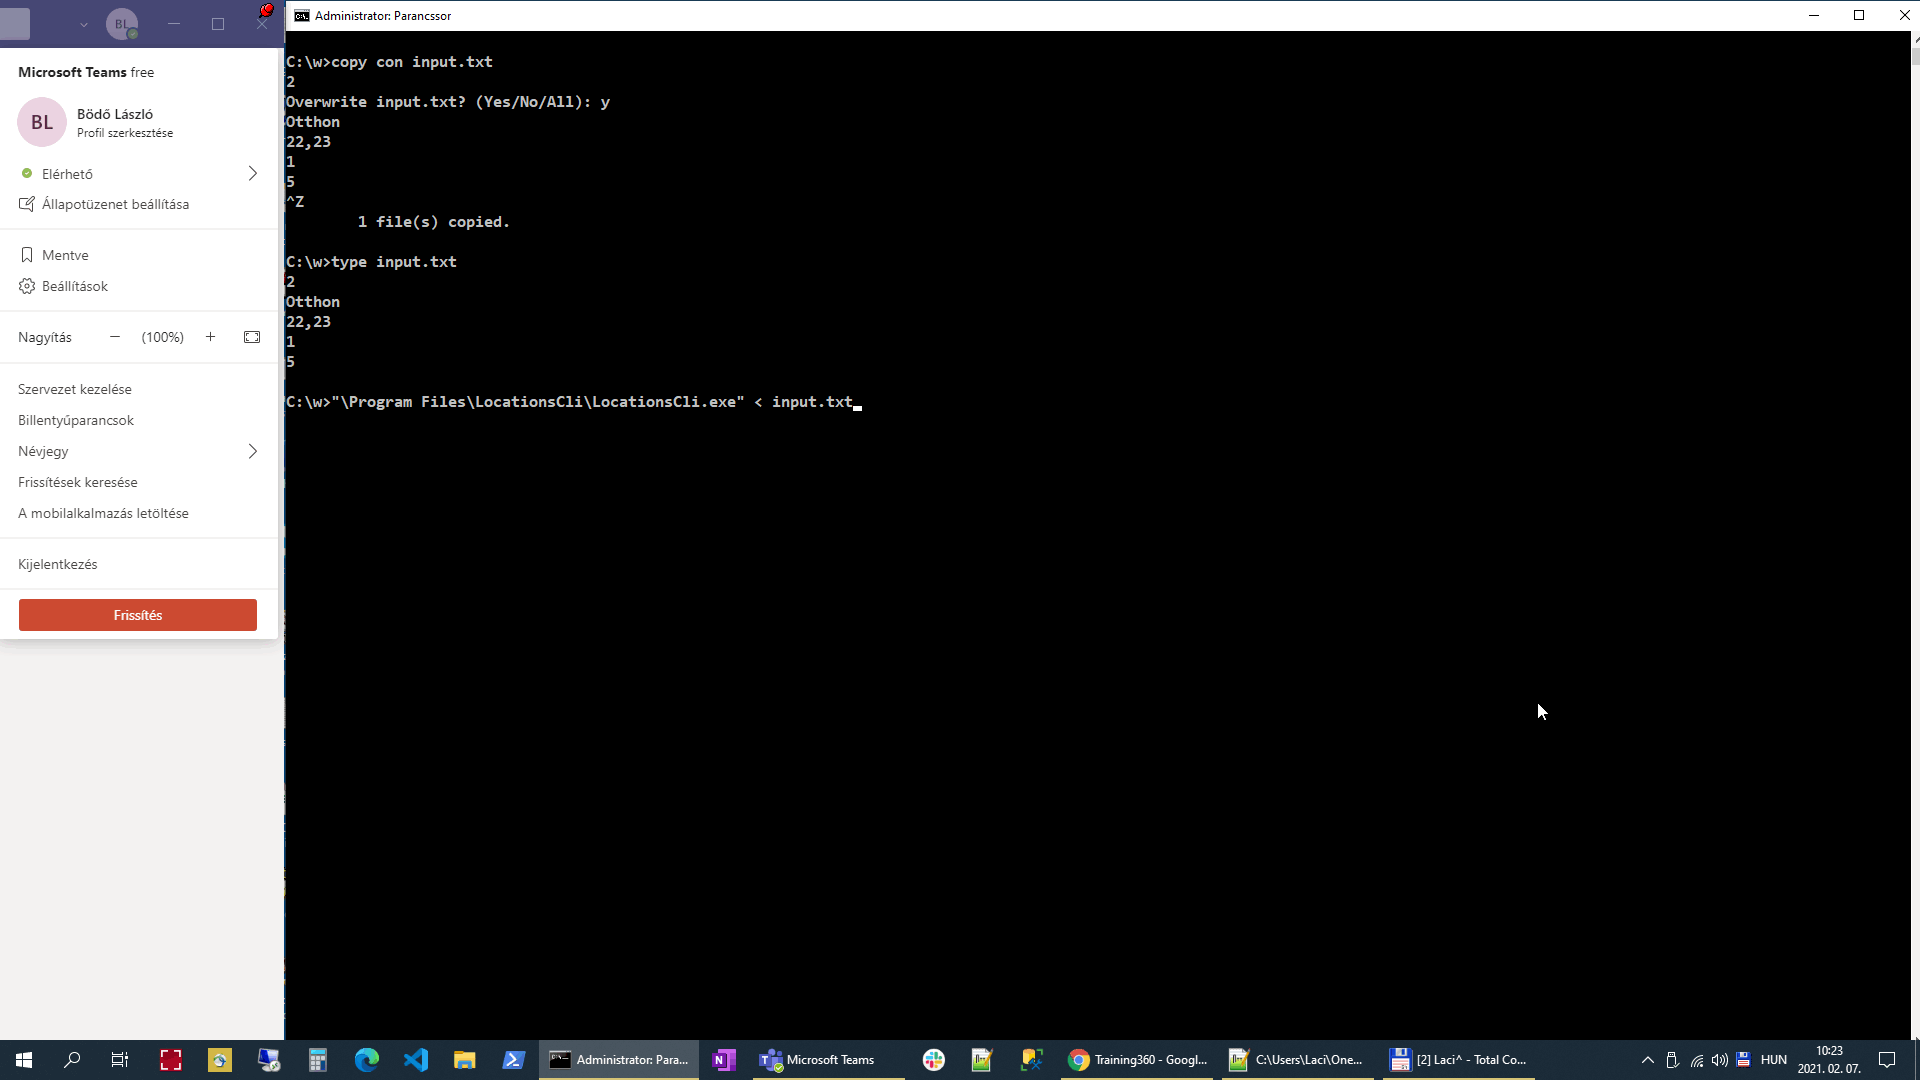 BL
Microsoft Teams free
BL
Bödő László
Profil szerkesztése
Elérhető
Állapotüzenet beállítása
Mentve
Beállítások
Nagyítás
(100%)
Szervezet kezelése
Billentyűparancsok
Névjegy
Frissítések keresése
A mobilalkalmazás letöltése
Kijelentkezés
Frissítés
Administrator: Parancssor
C:\w>copy con input.txt
2
Overwrite input.txt? (Yes/No/All): y
Otthon
22,23
1
5
^Z
1 file(s) copied.
C:\w>type input.txt
2
Otthon
22,23
1
5
C:\w>"\Program Files\LocationsCli\LocationsCli.exe" < input.txt
Administrator: Para...
Microsoft Teams
Training360 - Googl...
C:\Users\Laci\One...
[2] Laci^ - Total Co...
HUN
10:23
2021. 02. 07.